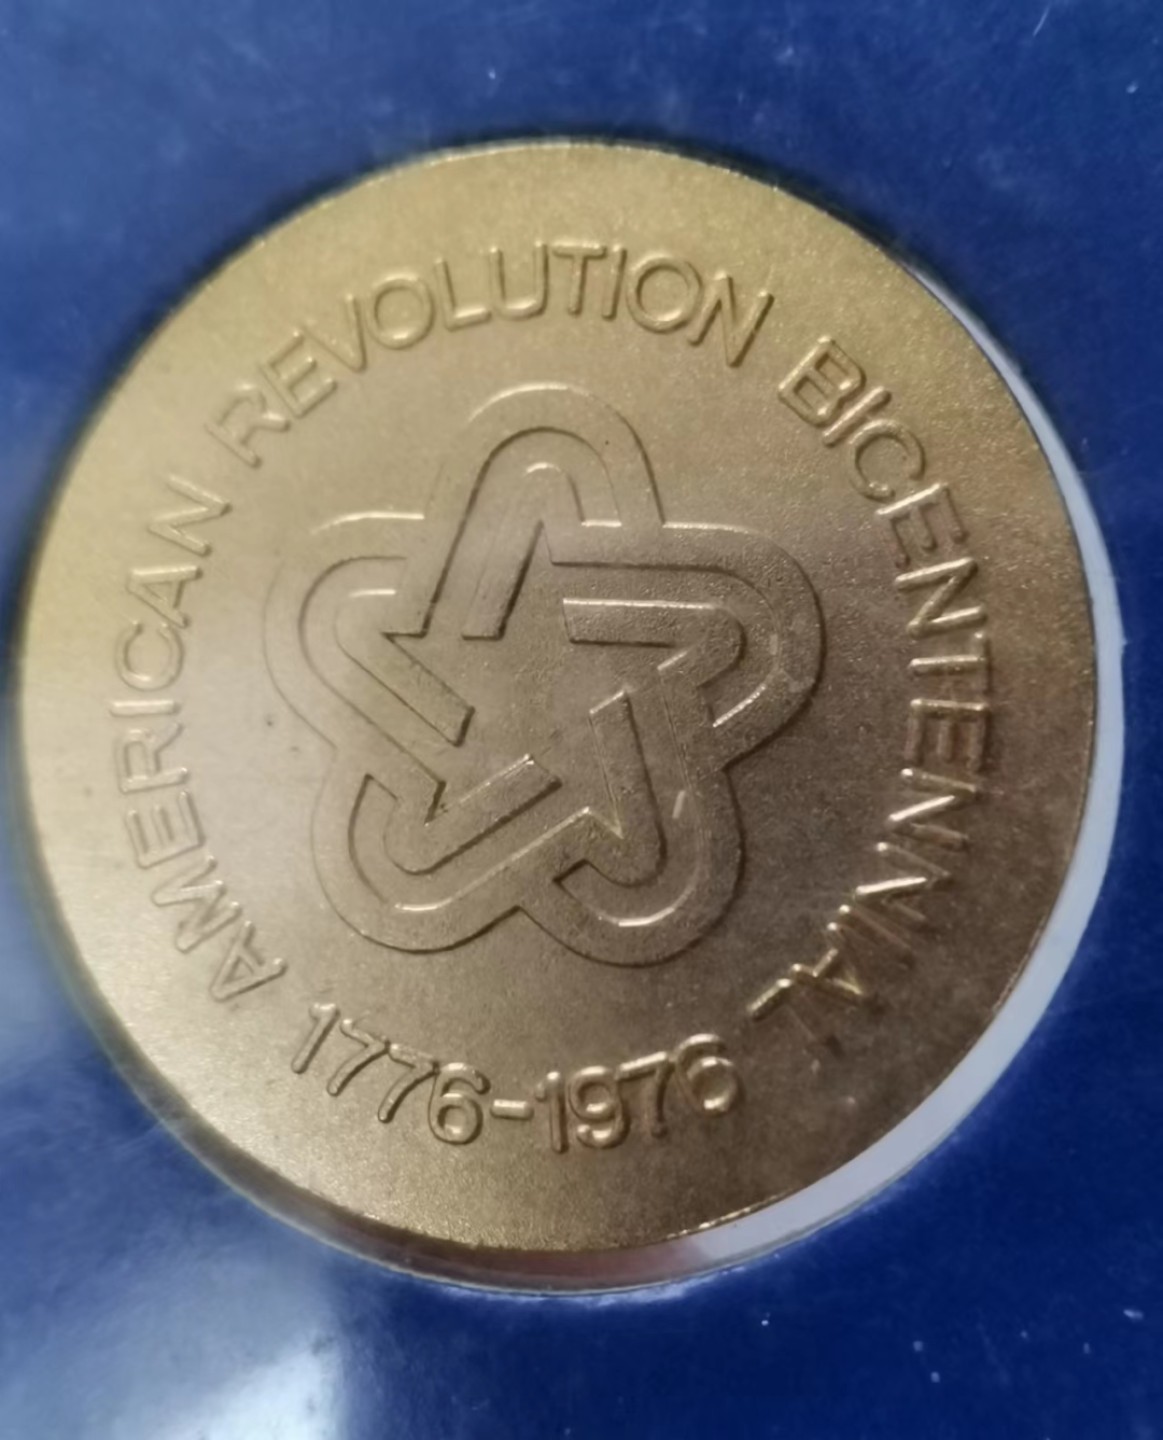 AMERICAN REVOLUTION BICENTENNIAL
1776-1976